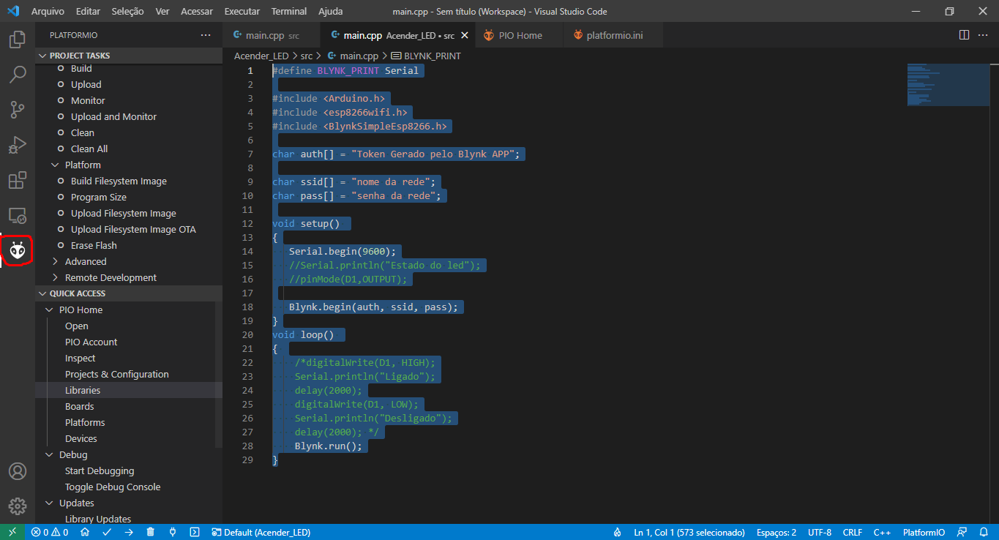 Arquivo Editar Seleção Ver Acessar Executar Terminal Ajuda main.cpp - Sem título (Workspace) - Visual Studio Code
PLATFORMIO
PROJECT TASKS
Build
Upload
Monitor
Upload and Monitor
Clean
Clean All
Platform
Build Filesystem Image
Program Size
Upload Filesystem Image
Upload Filesystem Image OTA
Erase Flash
Advanced
Remote Development
QUICK ACCESS
PIO Home
Open
PIO Account
Inspect
Projects & Configuration
Libraries
Boards
Platforms
Devices
Debug
Start Debugging
Toggle Debug Console
Updates
Library Updates
main.cpp src main.cpp Acender_LED • src PIO Home platformio.ini
Acender_LED > src > main.cpp > BLYNK_PRINT
1 #define BLYNK_PRINT Serial
2
3 #include <Arduino.h>
4 #include <esp8266wifi.h>
5 #include <BlynkSimpleEsp8266.h>
6
7 char auth[] = "Token Gerado pelo Blynk APP";
8
9 char ssid[] = "nome da rede";
10 char pass[] = "senha da rede";
11
12 void setup()
13 {
14 Serial.begin(9600);
15 //Serial.println("Estado do led");
16 //pinMode(D1,OUTPUT);
17
18 Blynk.begin(auth, ssid, pass);
19 }
20 void loop()
21 {
22 /*digitalWrite(D1, HIGH);
23 Serial.println("Ligado");
24 delay(2000);
25 digitalWrite(D1, LOW);
26 Serial.println("Desligado");
27 delay(2000); */
28 Blynk.run();
29 }
0 0 Default (Acender_LED) Ln 1, Col 1 (573 selecionado) Espaços: 2 UTF-8 CRLF C++ PlatformIO